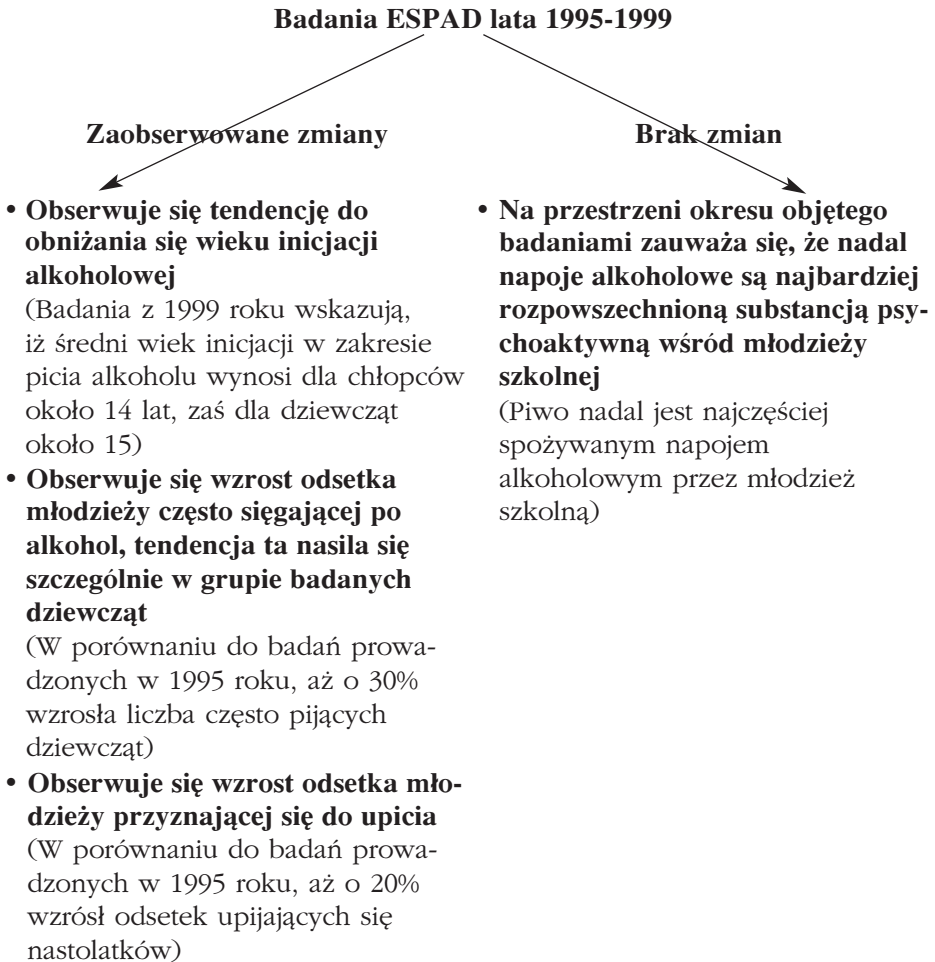 Badania ESPAD lata 1995-1999
Zaobserwowane zmiany
• Obserwuje się tendencję do
obniżania się wieku inicjacji
alkoholowej
(Badania z 1999 roku wskazują,
iż średni wiek inicjacji w zakresie
picia alkoholu wynosi dla chłopców
około 14 lat, zaś dla dziewcząt
około 15)
• Obserwuje się wzrost odsetka
młodzieży często sięgającej po
alkohol, tendencja ta nasila się
szczególnie w grupie badanych
dziewcząt
(W porównaniu do badań prowa-
dzonych w 1995 roku, aż o 30%
wzrosła liczba często pijących
dziewcząt)
• Obserwuje się wzrost odsetka mło-
dzieży przyznającej się do upicia
(W porównaniu do badań prowa-
dzonych w 1995 roku, aż o 20%
wzrósł odsetek upijających się
nastolatków)
Brak zmian
• Na przestrzeni okresu objętego
badaniami zauważa się, że nadal
napoje alkoholowe są najbardziej
rozpowszechnioną substancją psy-
choaktywną wśród młodzieży
szkolnej
(Piwo nadal jest najczęściej
spożywanym napojem
alkoholowym przez młodzież
szkolną)